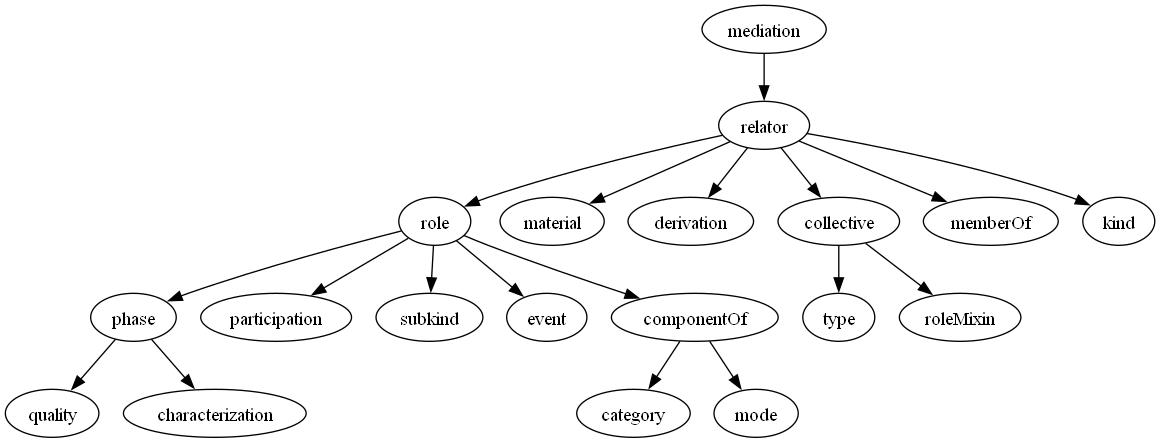 mediation
relator
role
material
derivation
collective
memberOf
kind
phase
participation
subkind
event
componentOf
type
roleMixin
quality
characterization
category
mode